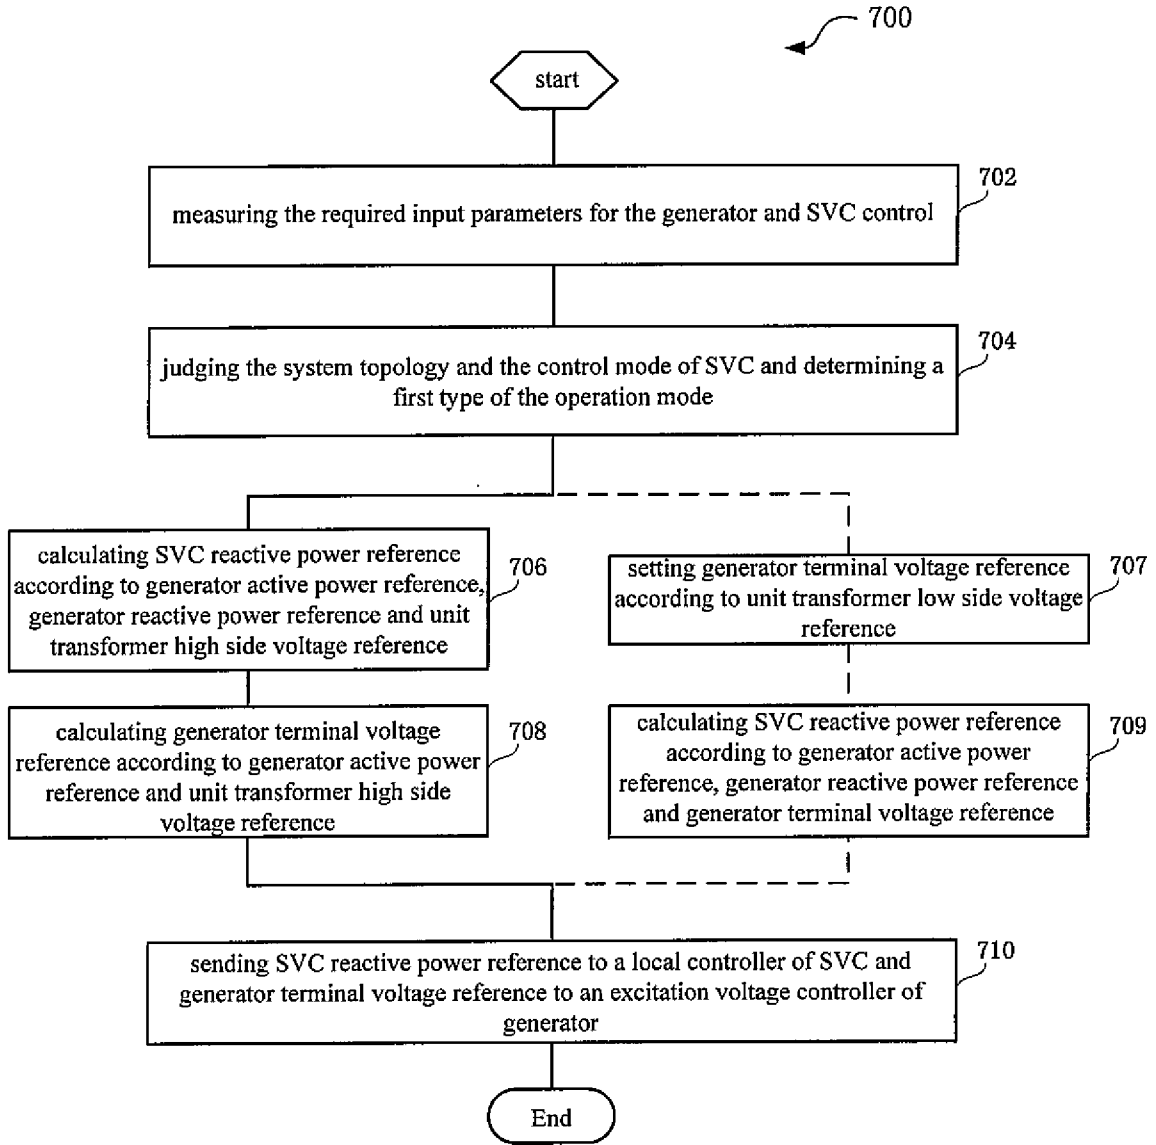 700
start
702
measuring the required input parameters for the generator and SVC control
704
judging the system topology and the control mode of SVC and determining a
first type of the operation mode
706
calculating SVC reactive power reference
according to generator active power reference,
generator reactive power reference and unit
transformer high side voltage reference
708
calculating generator terminal voltage
reference according to generator active power
reference and unit transformer high side
voltage reference
707
setting generator terminal voltage reference
according to unit transformer low side voltage
reference
709
calculating SVC reactive power reference
according to generator active power
reference, generator reactive power reference
and generator terminal voltage reference
710
sending SVC reactive power reference to a local controller of SVC and
generator terminal voltage reference to an excitation voltage controller of
generator
End